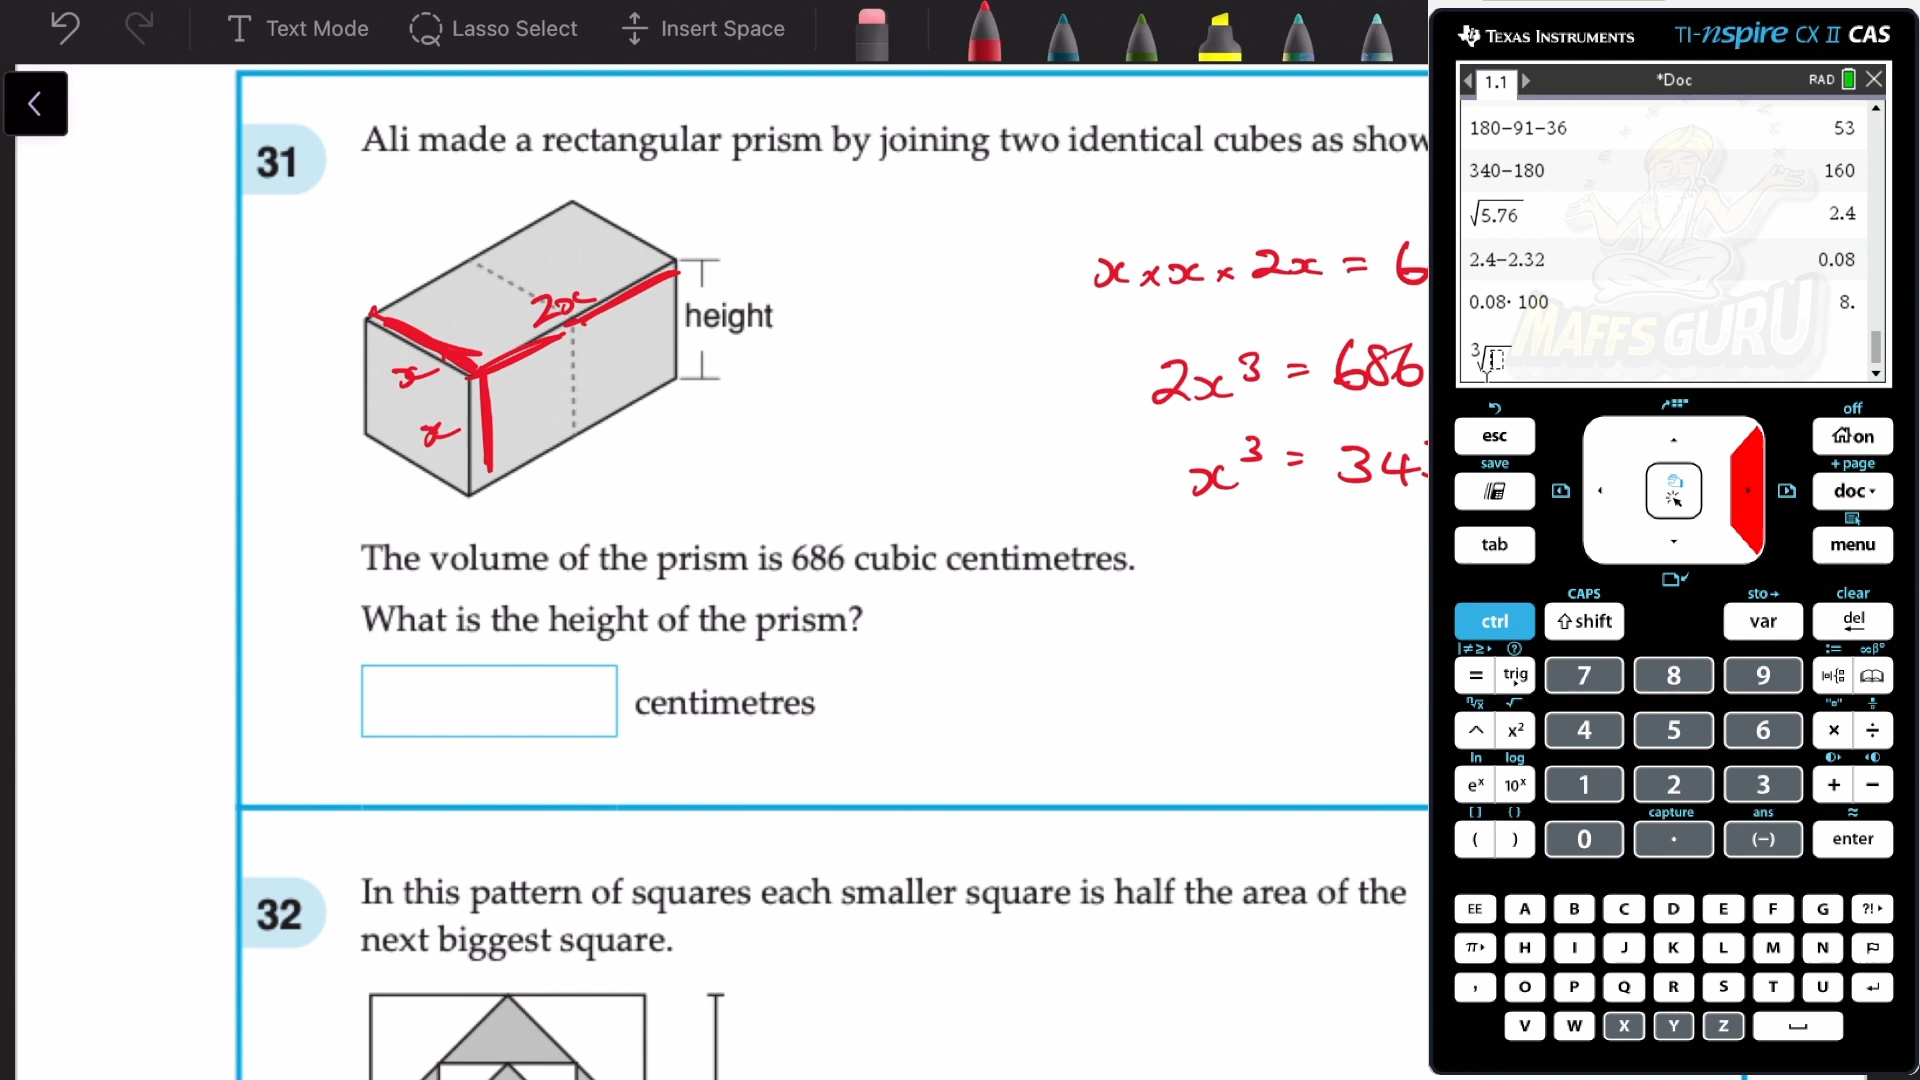 Text Mode
Lasso Select
Insert Space
31
Ali made a rectangular prism by joining two identical cubes as show
height
2x
x
x
x × x × 2x = 6
2x³ = 686
x³ = 34
The volume of the prism is 686 cubic centimetres.
What is the height of the prism?
centimetres
32
In this pattern of squares each smaller square is half the area of the
next biggest square.
TEXAS INSTRUMENTS TI-nspire CX II CAS
1.1 *Doc RAD
180−91−36 53
340−180 160
√5.76 2.4
2.4−2.32 0.08
0.08·100 8.
3√
MAFFS GURU
off
esc on
save + page
doc
tab menu
CAPS sto→ clear
ctrl shift var del
|≠≥▸ ? := ∞β°
= trig 7 8 9
ⁿ√x √ "□"
^ x² 4 5 6 × ÷
ln log
eˣ 10ˣ 1 2 3 + −
[ ] { } capture ans ≈
( ) 0 . (−) enter
EE A B C D E F G ?!▸
π▸ H I J K L M N
, O P Q R S T U ↵
V W X Y Z